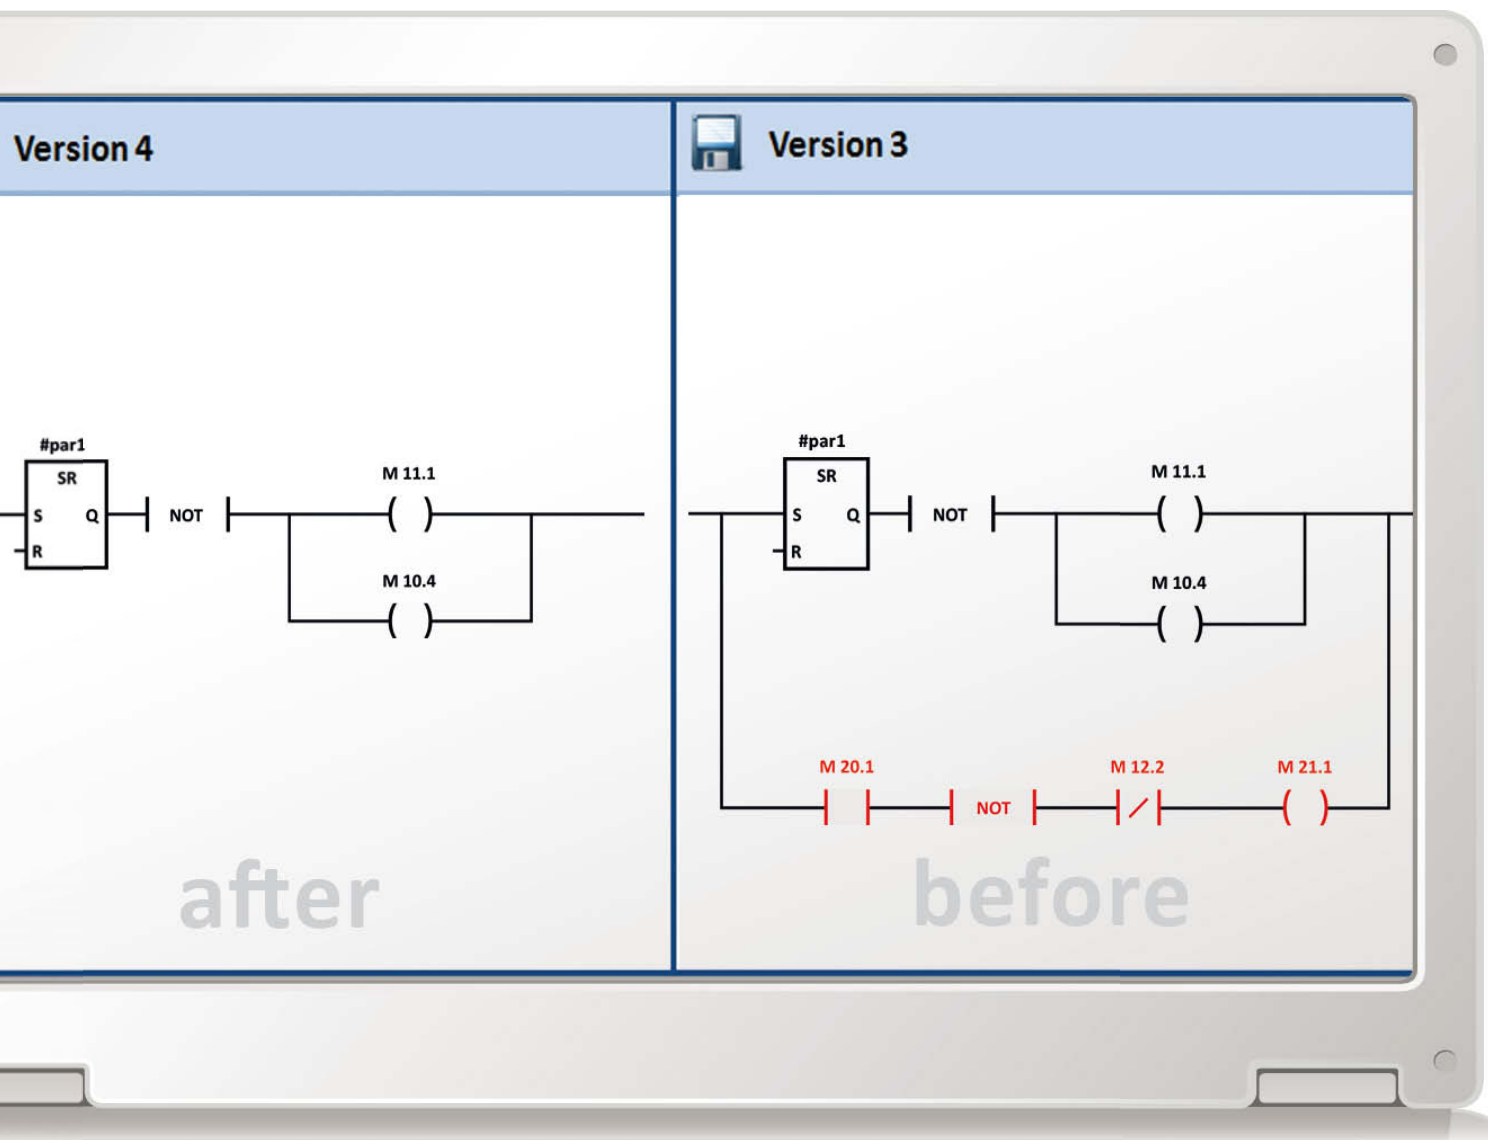 Version 4
#par1
SR
S Q
R
NOT
M 11.1
( )
M 10.4
( )
after
Version 3
#par1
SR
S Q
R
NOT
M 11.1
( )
M 10.4
( )
M 20.1
NOT
M 12.2
M 21.1
( )
before